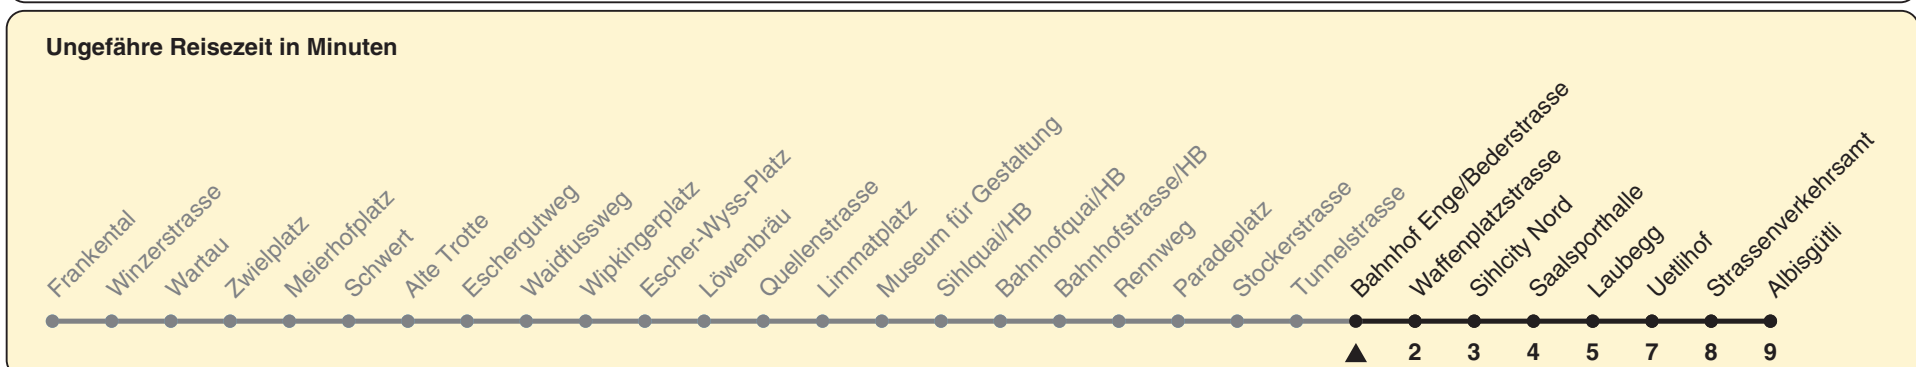 Ungefähre Reisezeit in Minuten
Frankental
Winzerstrasse
Wartau
Zwielplatz
Meierhofplatz
Schwert
Alte Trotte
Eschergutweg
Waidfussweg
Wipkingerplatz
Escher-Wyss-Platz
Löwenbräu
Quellenstrasse
Limmatplatz
Museum für Gestaltung
Sihlquai/HB
Bahnhofquai/HB
Bahnhofstrasse/HB
Rennweg
Paradeplatz
Stockerstrasse
Tunnelstrasse
Bahnhof Enge/Bederstrasse
Waffenplatzstrasse
Sihlcity Nord
Saalsporthalle
Laubegg
Uetlihof
Strassenverkehrsamt
Albisgütli
2 3 4 5 7 8 9